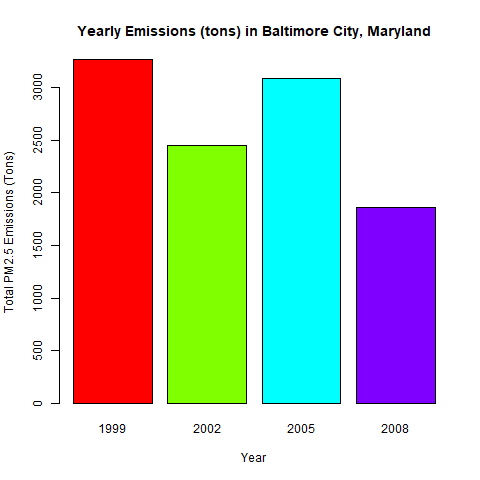 Yearly Emissions (tons) in Baltimore City, Maryland
Total PM2.5 Emissions (Tons)
3000
2500
2000
1500
1000
500
0
1999 2002 2005 2008
Year